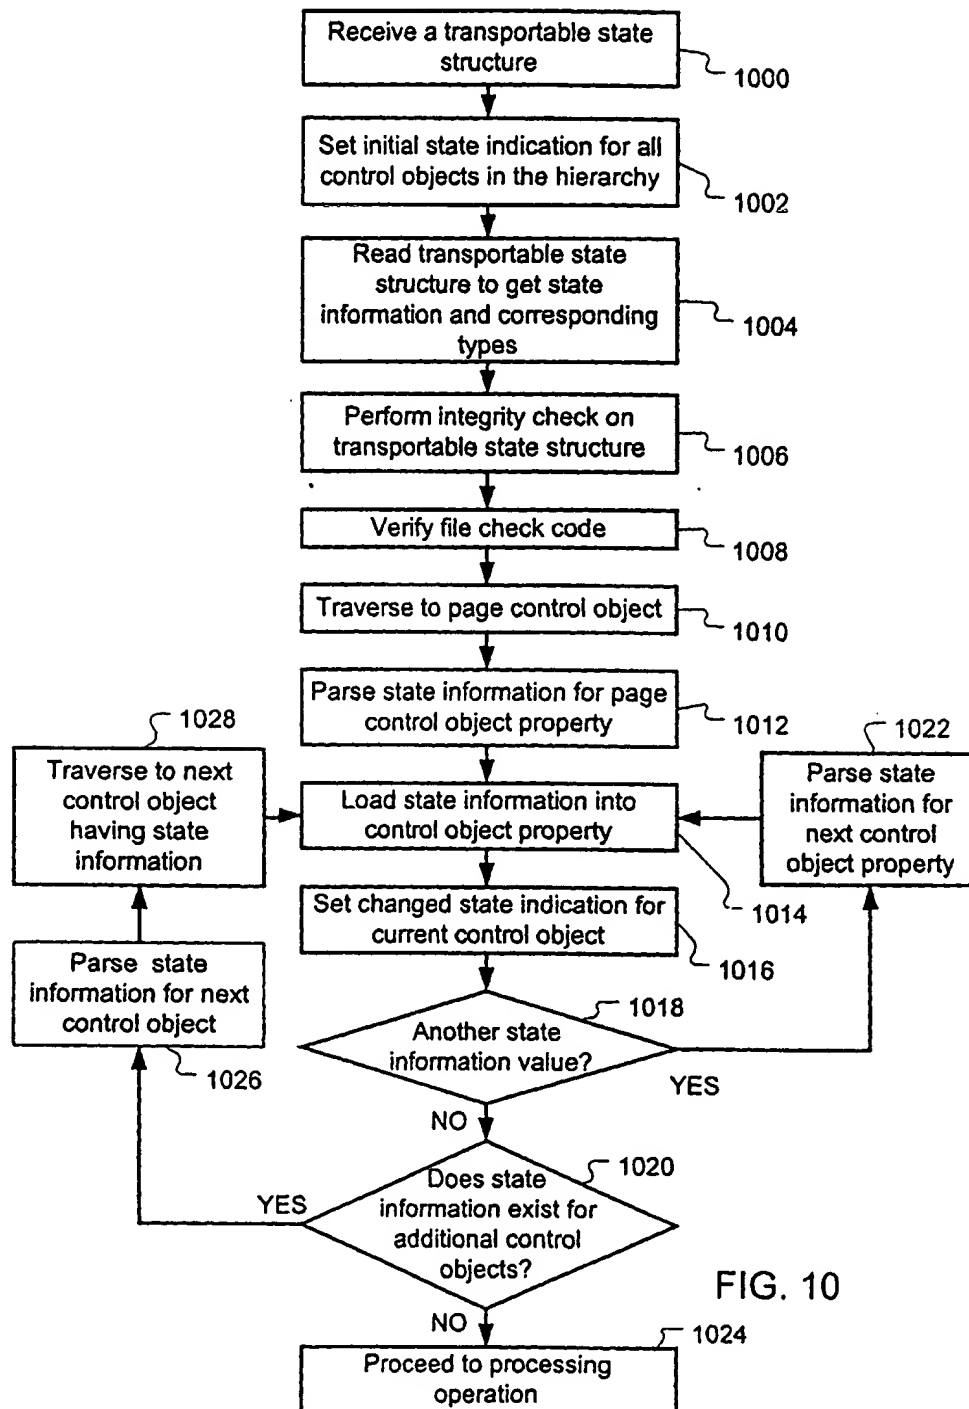 Receive a transportable state
structure
1000
Set initial state indication for all
control objects in the hierarchy
1002
Read transportable state
structure to get state
information and corresponding
types
1004
Perform integrity check on
transportable state structure
1006
Verify file check code
1008
Traverse to page control object
1010
Parse state information for page
control object property
1012
1028
Traverse to next
control object
having state
information
Load state information into
control object property
1014
1022
Parse state
information for
next control
object property
Set changed state indication for
current control object
1016
Parse state
information for next
control object
1026
Another state
information value?
1018
YES
NO
Does state
information exist for
additional control
objects?
1020
YES
FIG. 10
NO
1024
Proceed to processing
operation